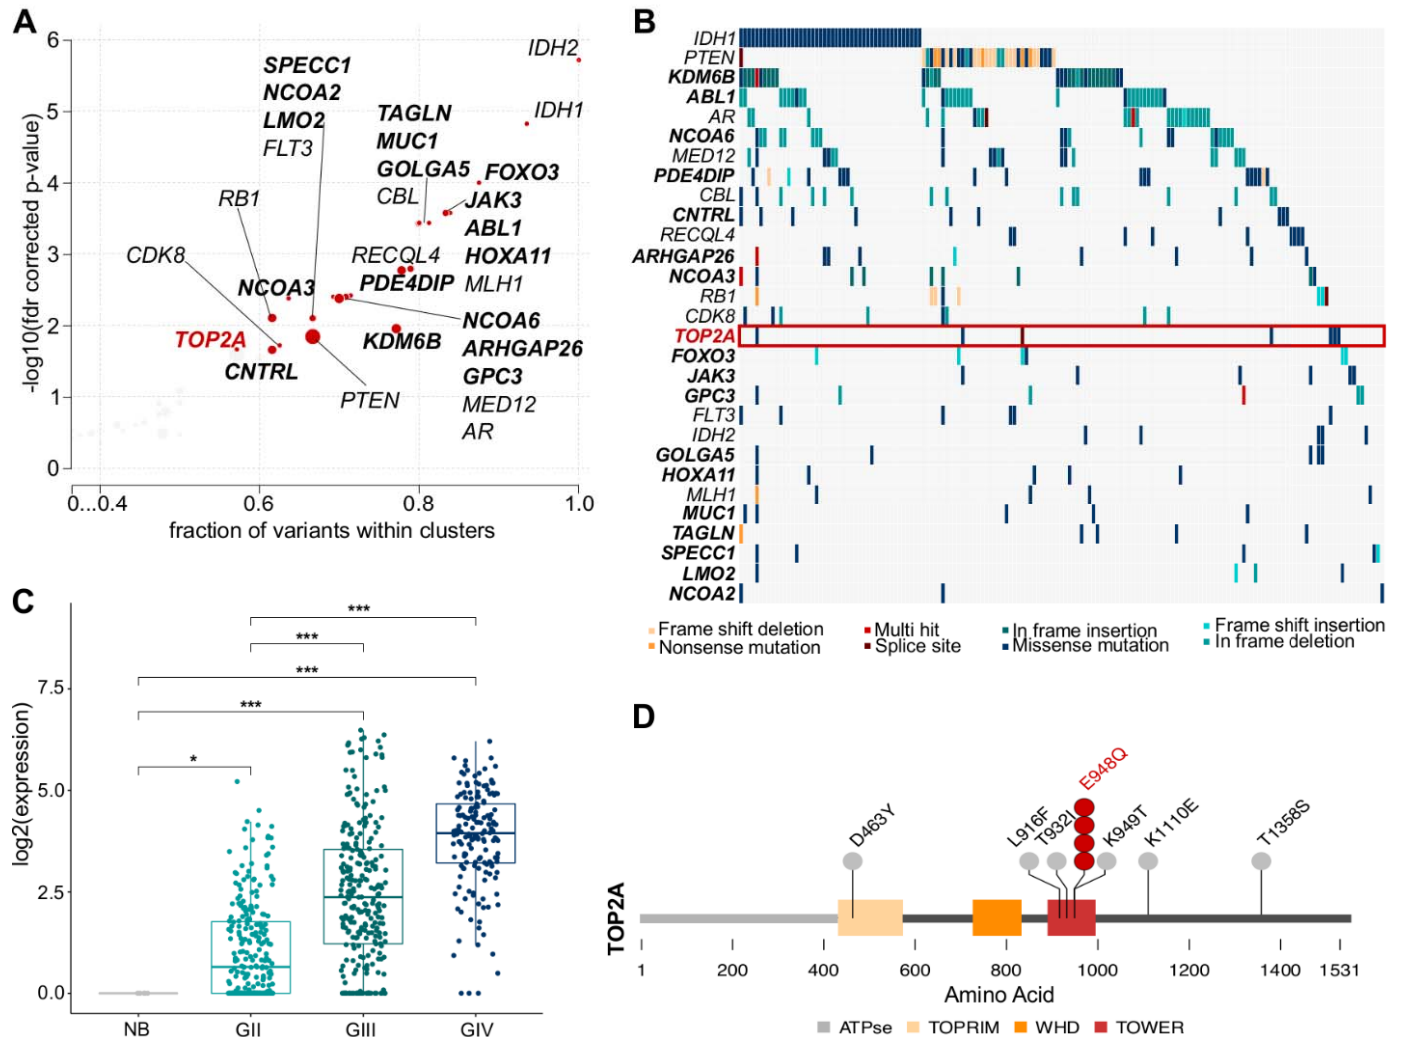 A
6
5
4
3
2
1
0
-log10(fdr corrected p-value)
IDH2
SPECC1
NCOA2
LMO2
FLT3
TAGLN
MUC1
GOLGA5
CBL
IDH1
FOXO3
JAK3
ABL1
HOXA11
MLH1
RB1
CDK8
RECQL4
PDE4DIP
NCOA3
TOP2A
CNTRL
KDM6B
PTEN
NCOA6
ARHGAP26
GPC3
MED12
AR
0...0.4 0.6 0.8 1.0
fraction of variants within clusters
B
IDH1
PTEN
KDM6B
ABL1
AR
NCOA6
MED12
PDE4DIP
CBL
CNTRL
RECQL4
ARHGAP26
NCOA3
RB1
CDK8
TOP2A
FOXO3
JAK3
GPC3
FLT3
IDH2
GOLGA5
HOXA11
MLH1
MUC1
TAGLN
SPECC1
LMO2
NCOA2
Frame shift deletion Multi hit In frame insertion Frame shift insertion
Nonsense mutation Splice site Missense mutation In frame deletion
C
***
***
***
***
*
7.5
5.0
2.5
0.0
log2(expression)
NB GII GIII GIV
D
D463Y
L916F
T932I
E948Q
K949T
K1110E
T1358S
TOP2A
1 200 400 600 800 1000 1200 1400 1531
Amino Acid
ATPse TOPRIM WHD TOWER